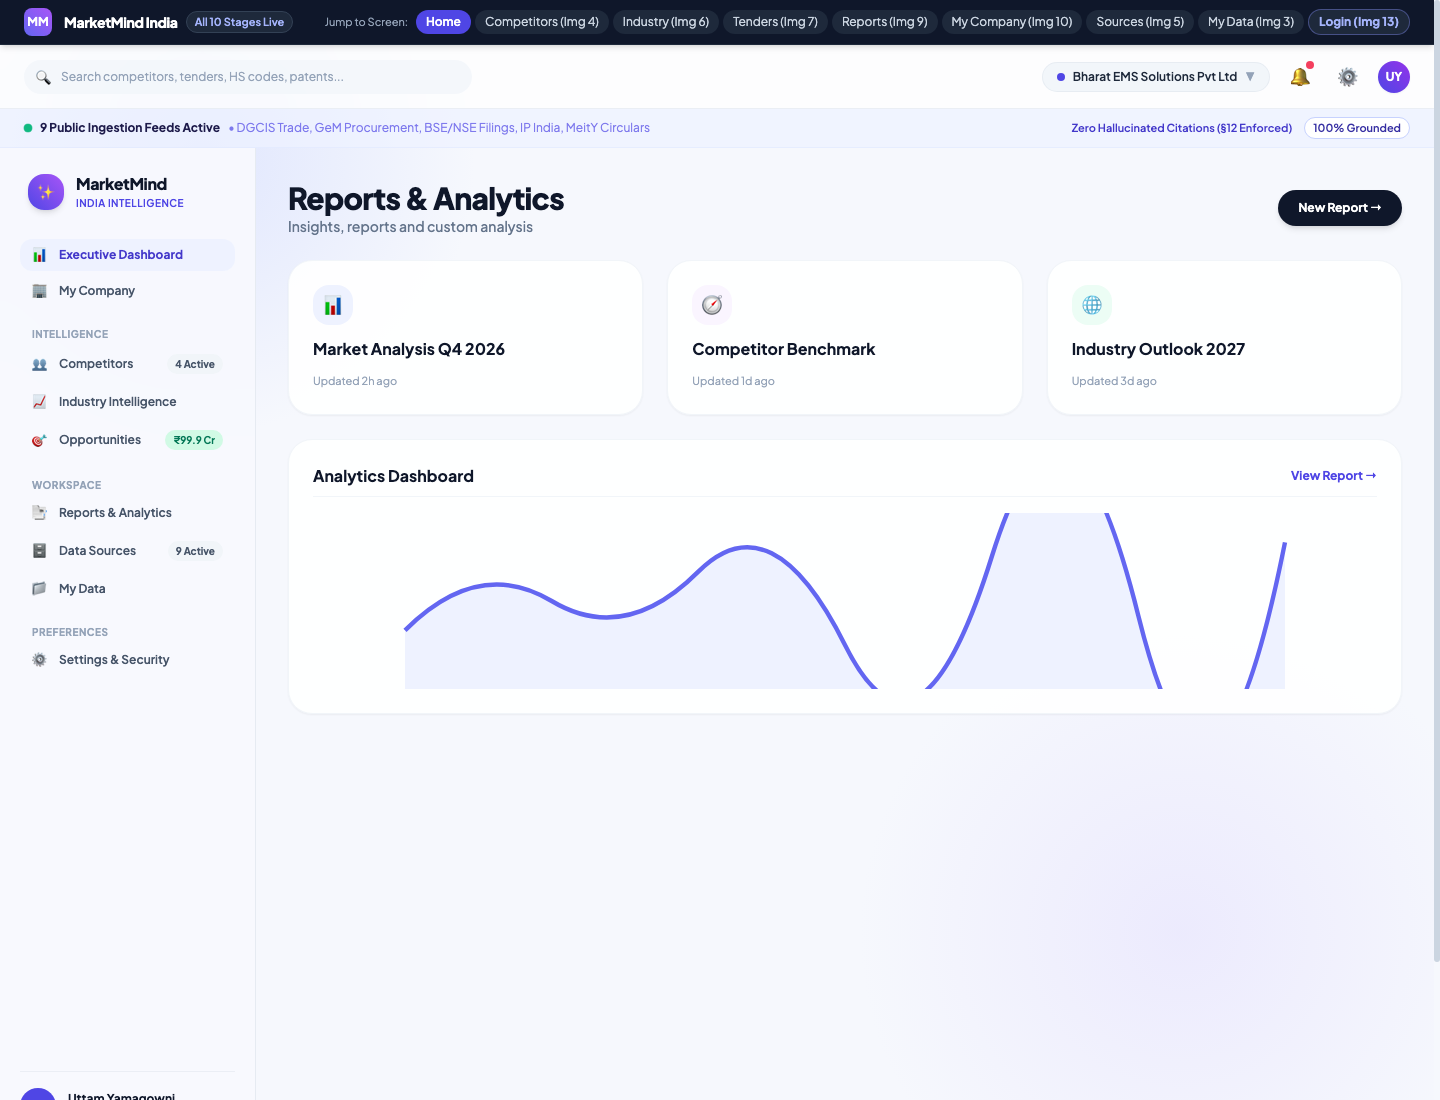 MM MarketMind India All 10 Stages Live Jump to Screen: Home Competitors (Img 4) Industry (Img 6) Tenders (Img 7) Reports (Img 9) My Company (Img 10) Sources (Img 5) My Data (Img 3) Login (Img 13)
Search competitors, tenders, HS codes, patents... Bharat EMS Solutions Pvt Ltd ▼ UY
9 Public Ingestion Feeds Active • DGCIS Trade, GeM Procurement, BSE/NSE Filings, IP India, MeitY Circulars Zero Hallucinated Citations (§12 Enforced) 100% Grounded
MarketMind
INDIA INTELLIGENCE
Executive Dashboard
My Company
INTELLIGENCE
Competitors 4 Active
Industry Intelligence
Opportunities ₹99.9 Cr
WORKSPACE
Reports & Analytics
Data Sources 9 Active
My Data
PREFERENCES
Settings & Security
Uttam Yamagowni
Reports & Analytics
Insights, reports and custom analysis
New Report →
Market Analysis Q4 2026
Updated 2h ago
Competitor Benchmark
Updated 1d ago
Industry Outlook 2027
Updated 3d ago
Analytics Dashboard
View Report →